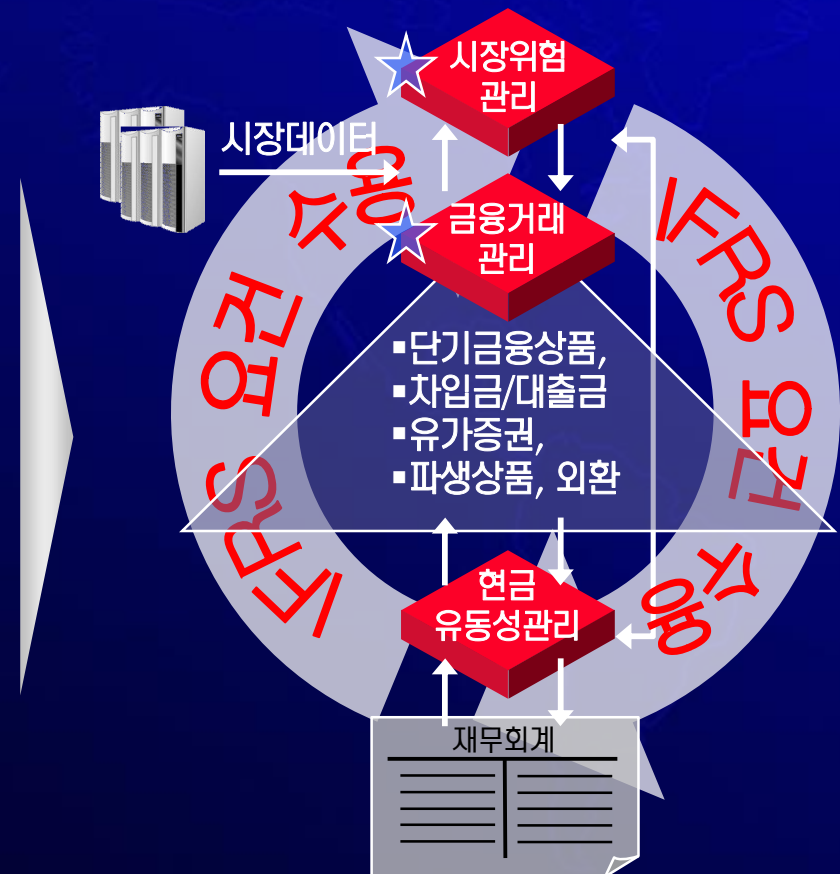 시장위험
관리
시장데이터
금융거래
관리
IFRS 요건 수용
IFRS 요건 수용
▪단기금융상품,
▪차입금/대출금
▪유가증권,
▪파생상품, 외환
현금
유동성관리
재무회계